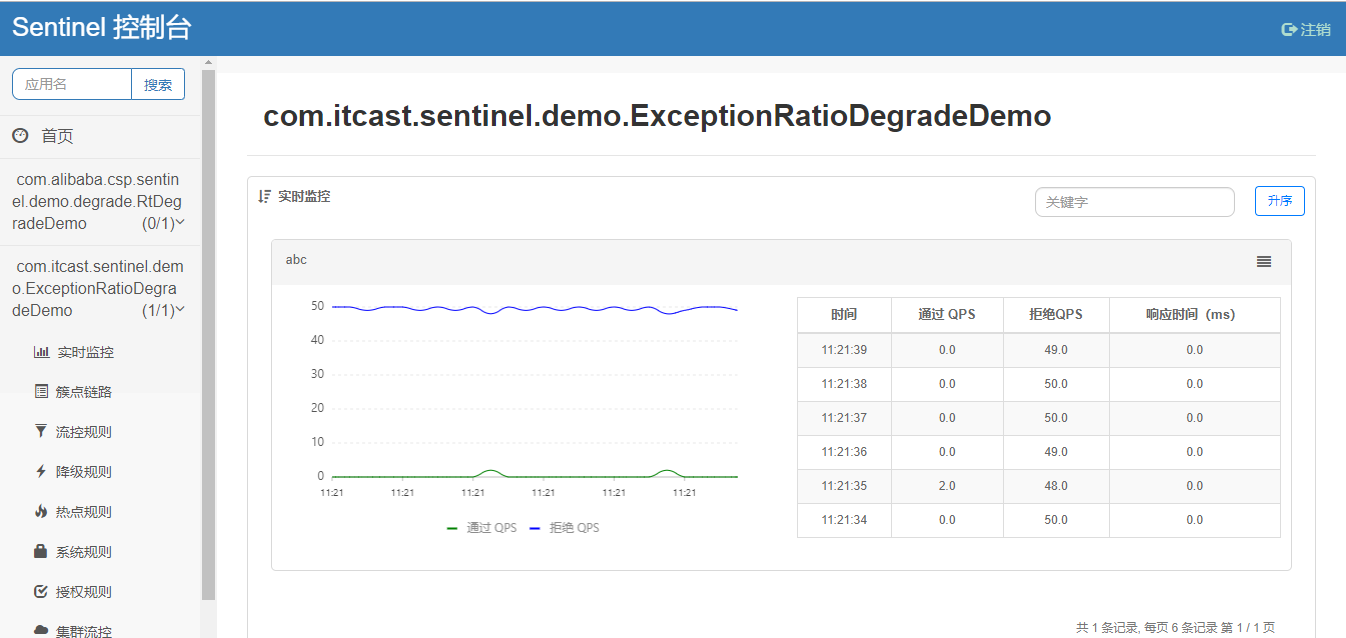 Sentinel 控制台
注销
应用名
搜索
首页
com.alibaba.csp.sentin
el.demo.degrade.RtDeg
radeDemo (0/1)
com.itcast.sentinel.dem
o.ExceptionRatioDegra
deDemo (1/1)
实时监控
簇点链路
流控规则
降级规则
热点规则
系统规则
授权规则
集群流控
com.itcast.sentinel.demo.ExceptionRatioDegradeDemo
实时监控
关键字
升序
abc
50
40
30
20
10
0
11:21 11:21 11:21 11:21 11:21 11:21
通过 QPS 拒绝 QPS
时间 通过 QPS 拒绝QPS 响应时间（ms）
11:21:39 0.0 49.0 0.0
11:21:38 0.0 50.0 0.0
11:21:37 0.0 50.0 0.0
11:21:36 0.0 49.0 0.0
11:21:35 2.0 48.0 0.0
11:21:34 0.0 50.0 0.0
共 1 条记录, 每页 6 条记录 第 1 / 1 页